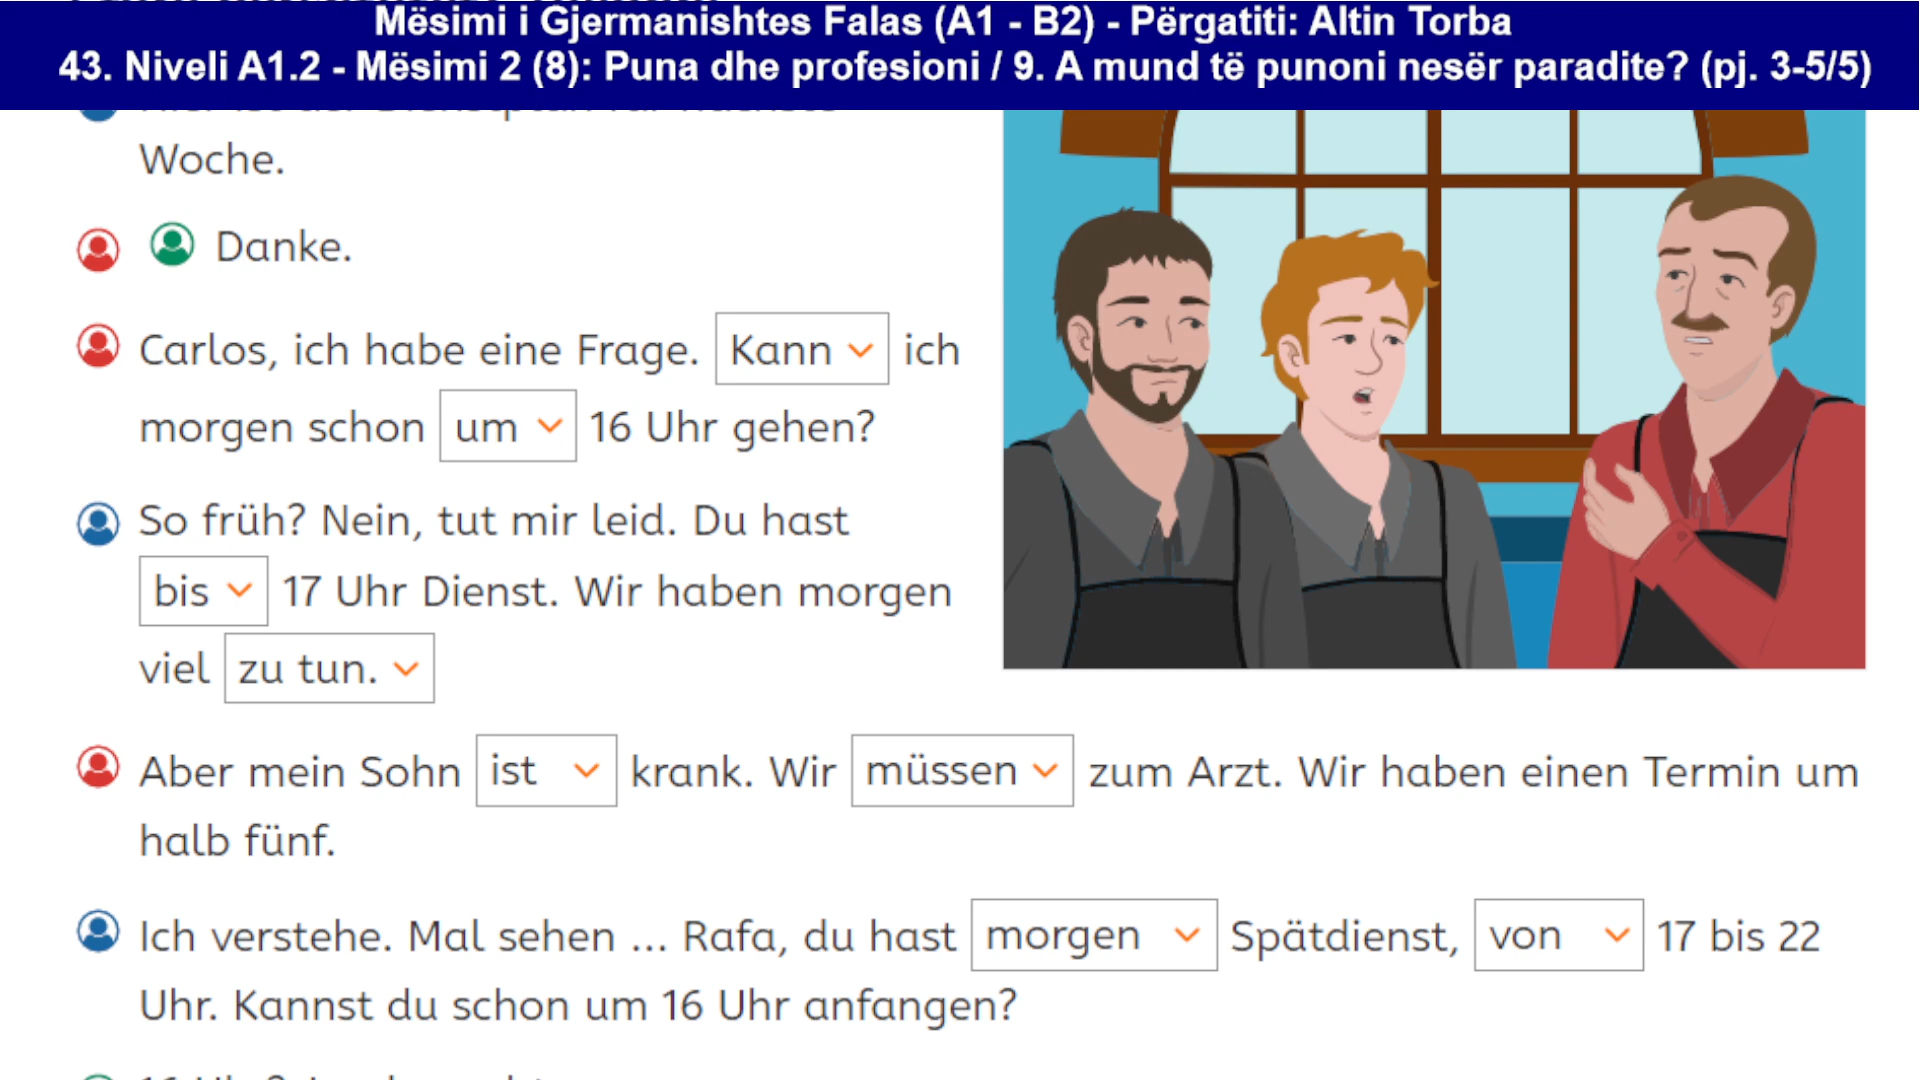 Mësimi i Gjermanishtes Falas (A1 - B2) - Përgatiti: Altin Torba
43. Niveli A1.2 - Mësimi 2 (8): Puna dhe profesioni / 9. A mund të punoni nesër paradite? (pj. 3-5/5)
Woche.
Danke.
Carlos, ich habe eine Frage. Kann ich
morgen schon um 16 Uhr gehen?
So früh? Nein, tut mir leid. Du hast
bis 17 Uhr Dienst. Wir haben morgen
viel zu tun.
Aber mein Sohn ist krank. Wir müssen zum Arzt. Wir haben einen Termin um
halb fünf.
Ich verstehe. Mal sehen ... Rafa, du hast morgen Spätdienst, von 17 bis 22
Uhr. Kannst du schon um 16 Uhr anfangen?